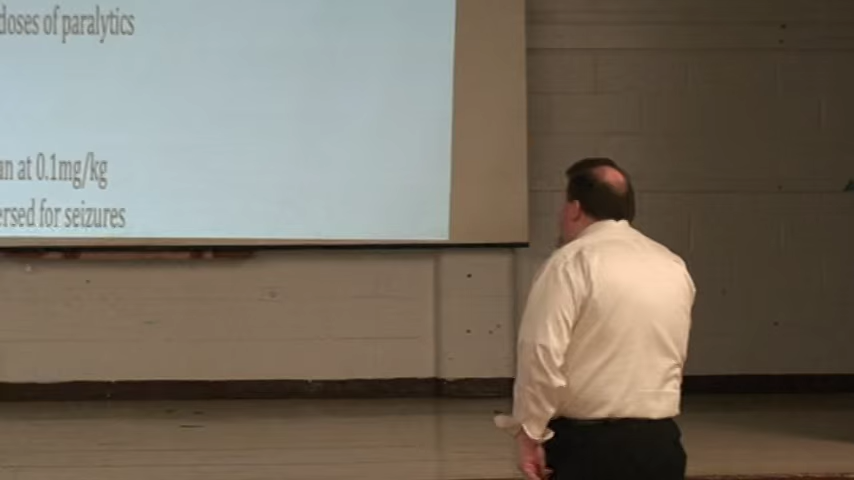 doses of paralytics
an at 0.1mg/kg
ersed for seizures